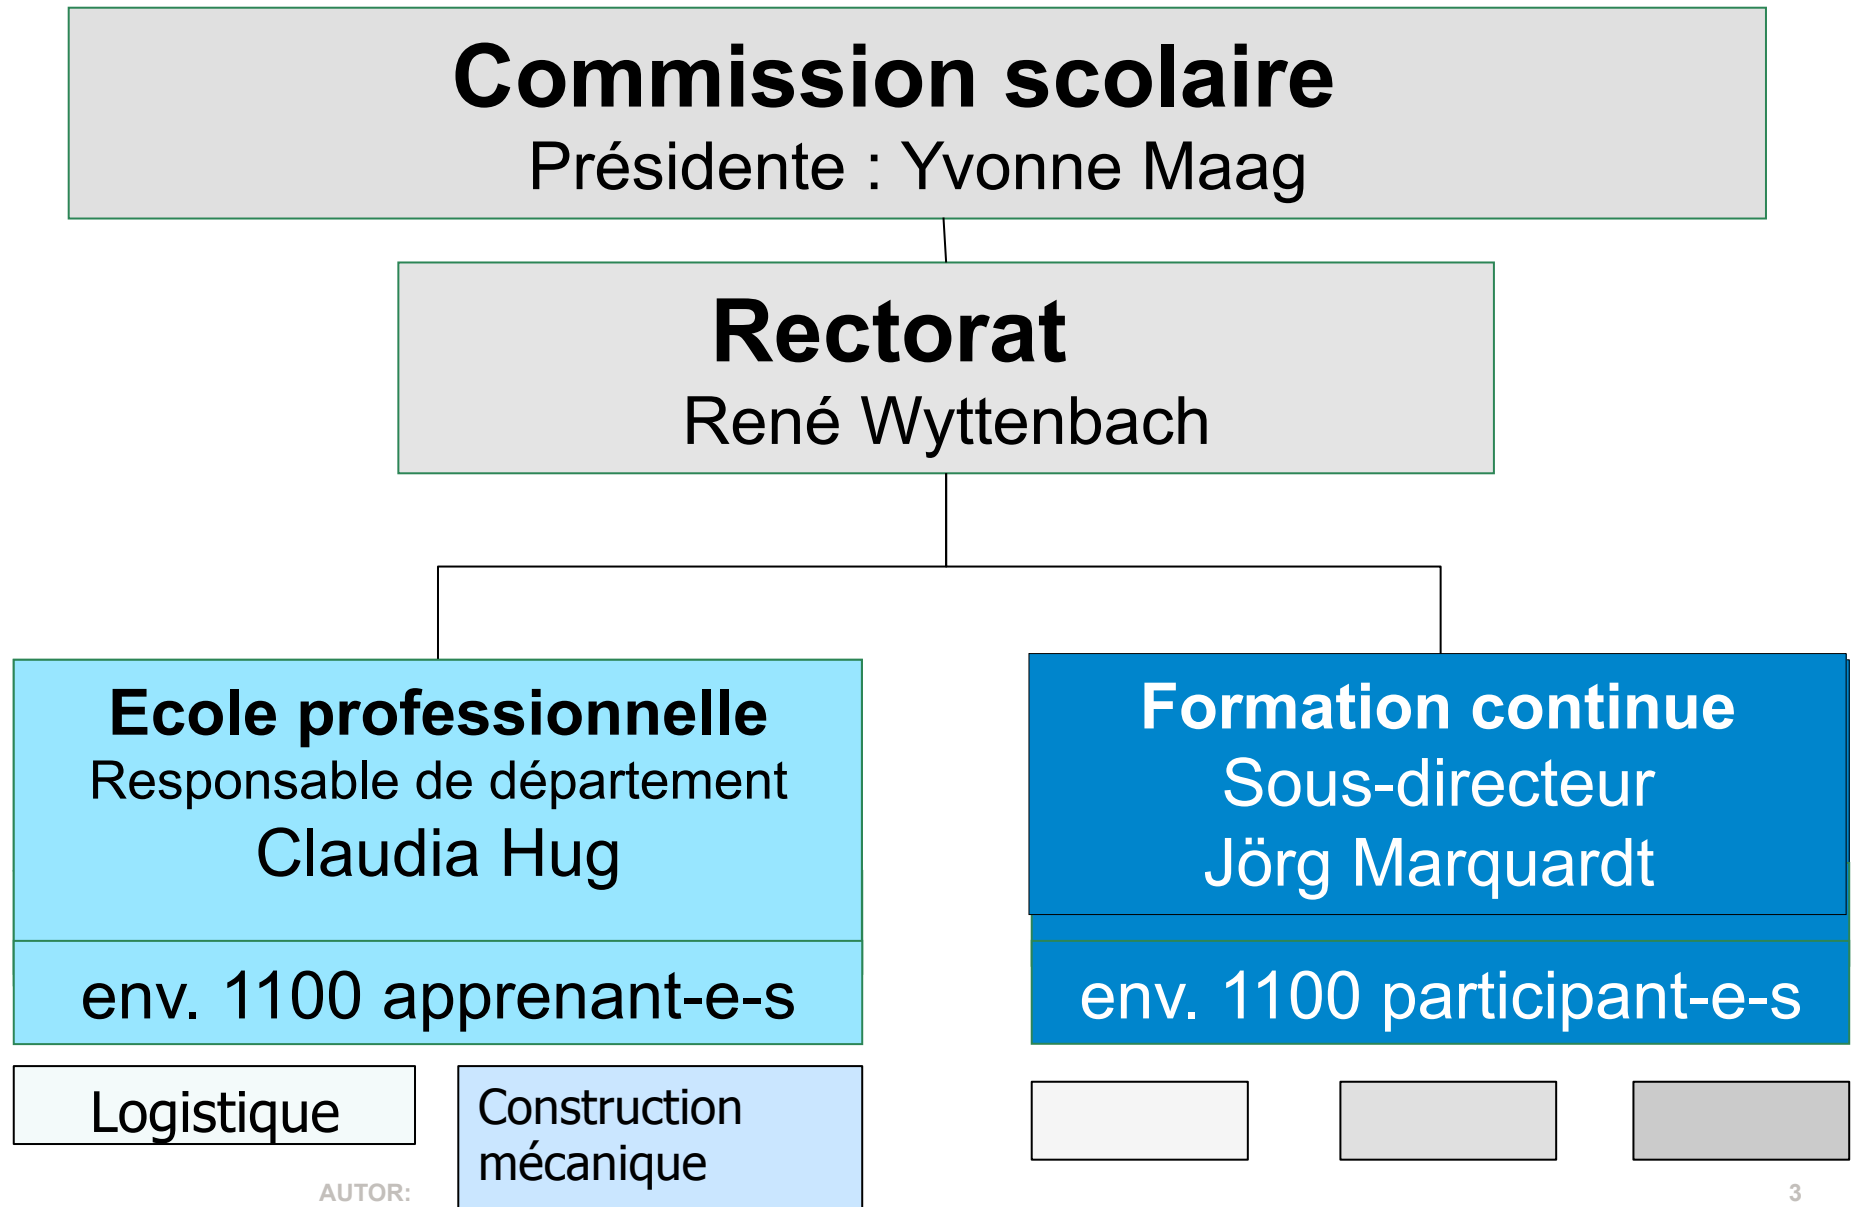 Commission scolaire
Présidente : Yvonne Maag
Rectorat
René Wyttenbach
Ecole professionnelle
Responsable de département
Claudia Hug
env. 1100 apprenant-e-s
Formation continue
Sous-directeur
Jörg Marquardt
env. 1100 participant-e-s
Logistique
Construction
mécanique
AUTOR:
3